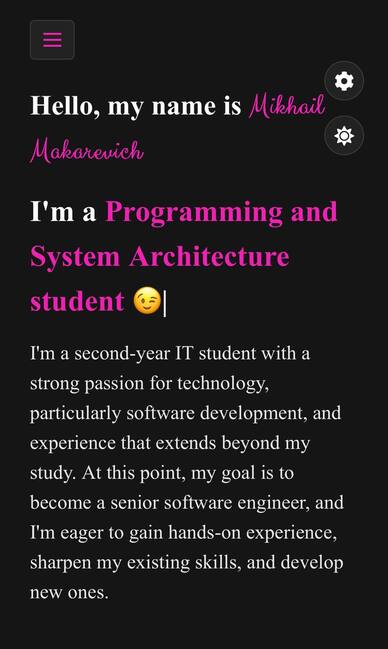 Hello, my name is Mikhail
Makarevich
I'm a Programming and
System Architecture
student 😉|
I'm a second-year IT student with a
strong passion for technology,
particularly software development, and
experience that extends beyond my
study. At this point, my goal is to
become a senior software engineer, and
I'm eager to gain hands-on experience,
sharpen my existing skills, and develop
new ones.